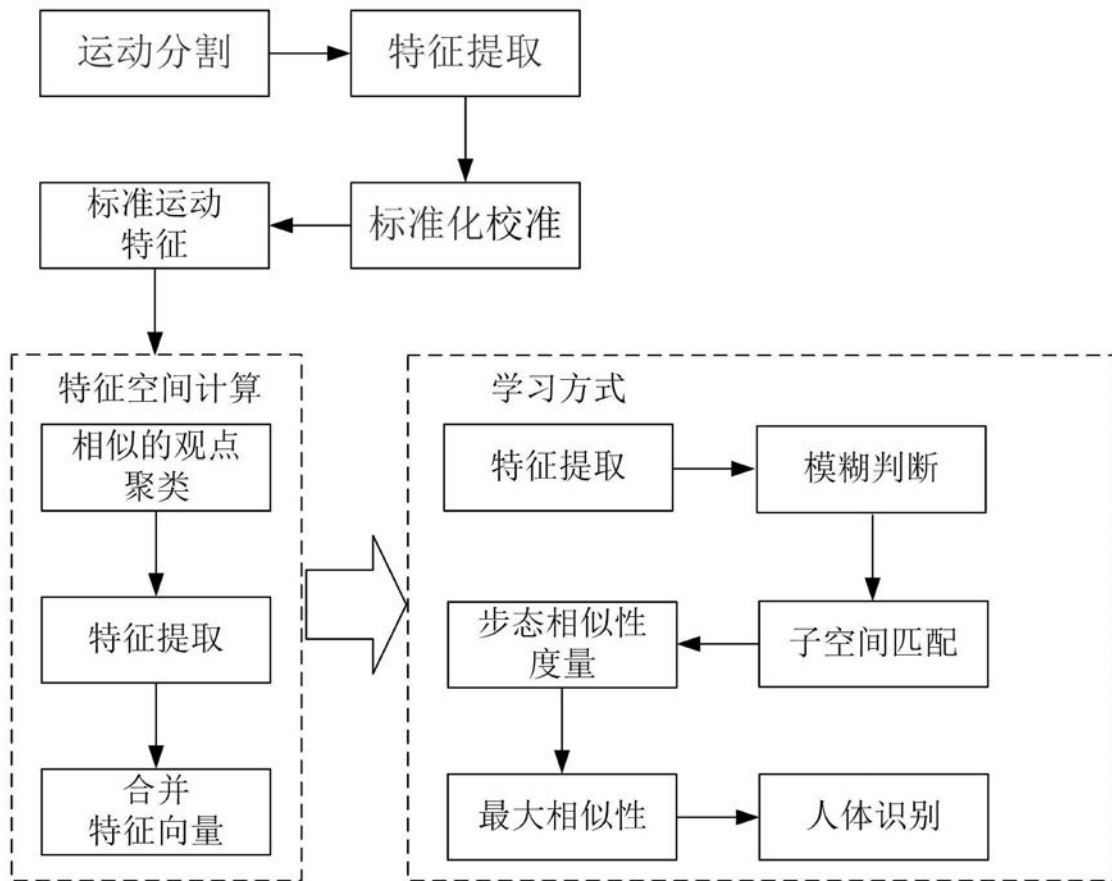 运动分割
特征提取
标准运动
特征
标准化校准
特征空间计算
相似的观点
聚类
特征提取
合并
特征向量
学习方式
特征提取
模糊判断
步态相似性
度量
子空间匹配
最大相似性
人体识别